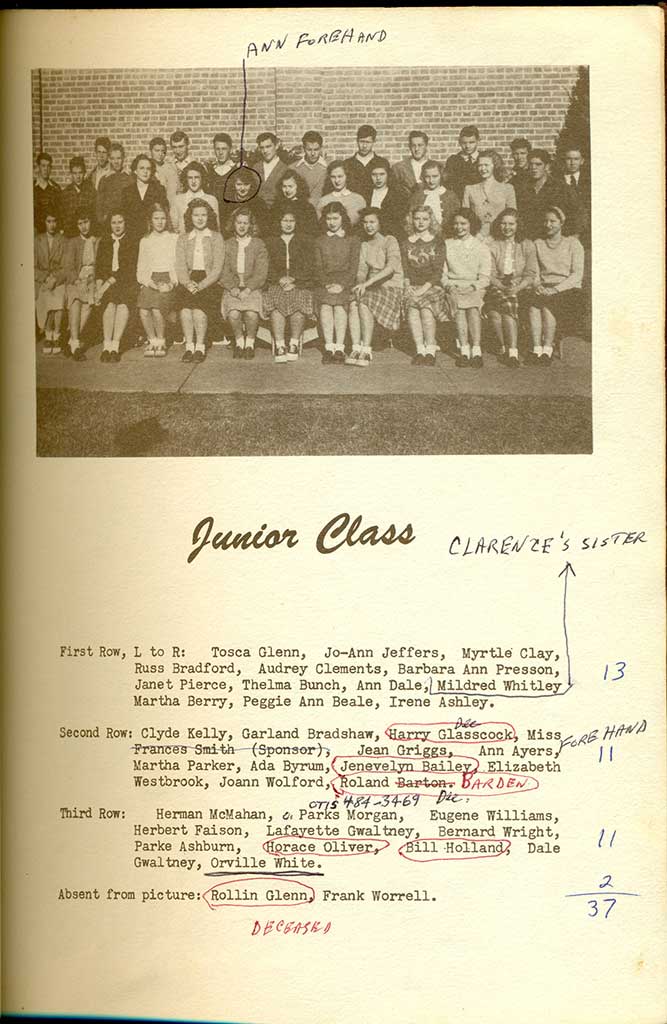 ANN FOREHAND
Junior Class
CLARENZE'S SISTER
First Row, L to R: Tosca Glenn, Jo-Ann Jeffers, Myrtle Clay,
Russ Bradford, Audrey Clements, Barbara Ann Presson, 13
Janet Pierce, Thelma Bunch, Ann Dale, Mildred Whitley
Martha Berry, Peggie Ann Beale, Irene Ashley.
Dec
Second Row: Clyde Kelly, Garland Bradshaw, Harry Glasscock, Miss FOREHAND
Frances Smith (Sponsor), Jean Griggs, Ann Ayers, 11
Martha Parker, Ada Byrum, Jenevelyn Bailey, Elizabeth
Westbrook, Joann Wolford, Roland Barton. BARDEN
OTIS 484-3469 Dec.
Third Row: Herman McMahan, O. Parks Morgan, Eugene Williams,
Herbert Faison, Lafayette Gwaltney, Bernard Wright,
Parke Ashburn, Horace Oliver, Bill Holland, Dale 11
Gwaltney, Orville White.
2
Absent from picture: Rollin Glenn, Frank Worrell. 37
DECEASED